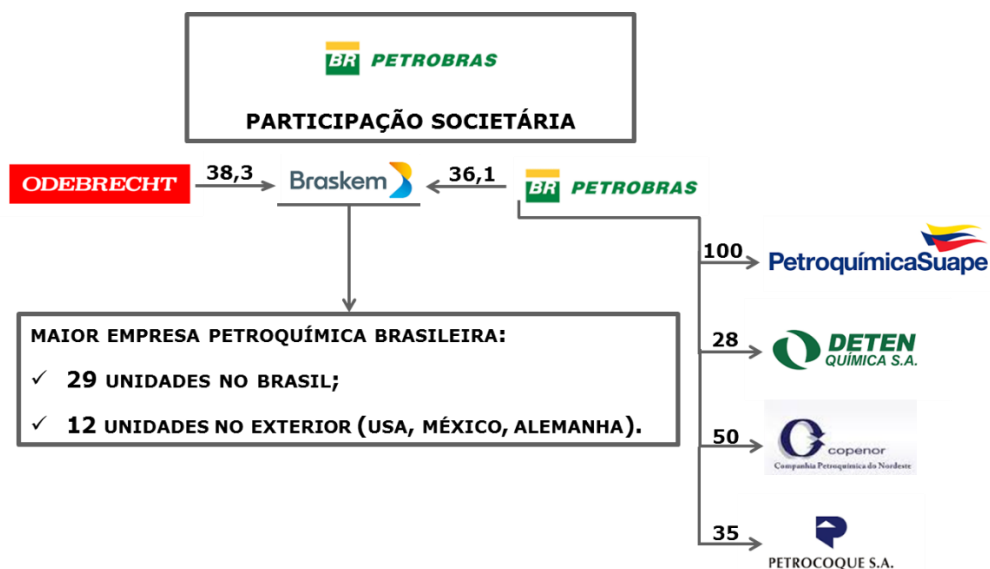 BR PETROBRAS
PARTICIPAÇÃO SOCIETÁRIA
ODEBRECHT
38,3
Braskem
36,1
BR PETROBRAS
100
PetroquímicaSuape
MAIOR EMPRESA PETROQUÍMICA BRASILEIRA:
✓ 29 UNIDADES NO BRASIL;
✓ 12 UNIDADES NO EXTERIOR (USA, MÉXICO, ALEMANHA).
28
DETEN
QUÍMICA S.A.
50
copenor
Companhia Petroquímica do Nordeste
35
PETROCOQUE S.A.